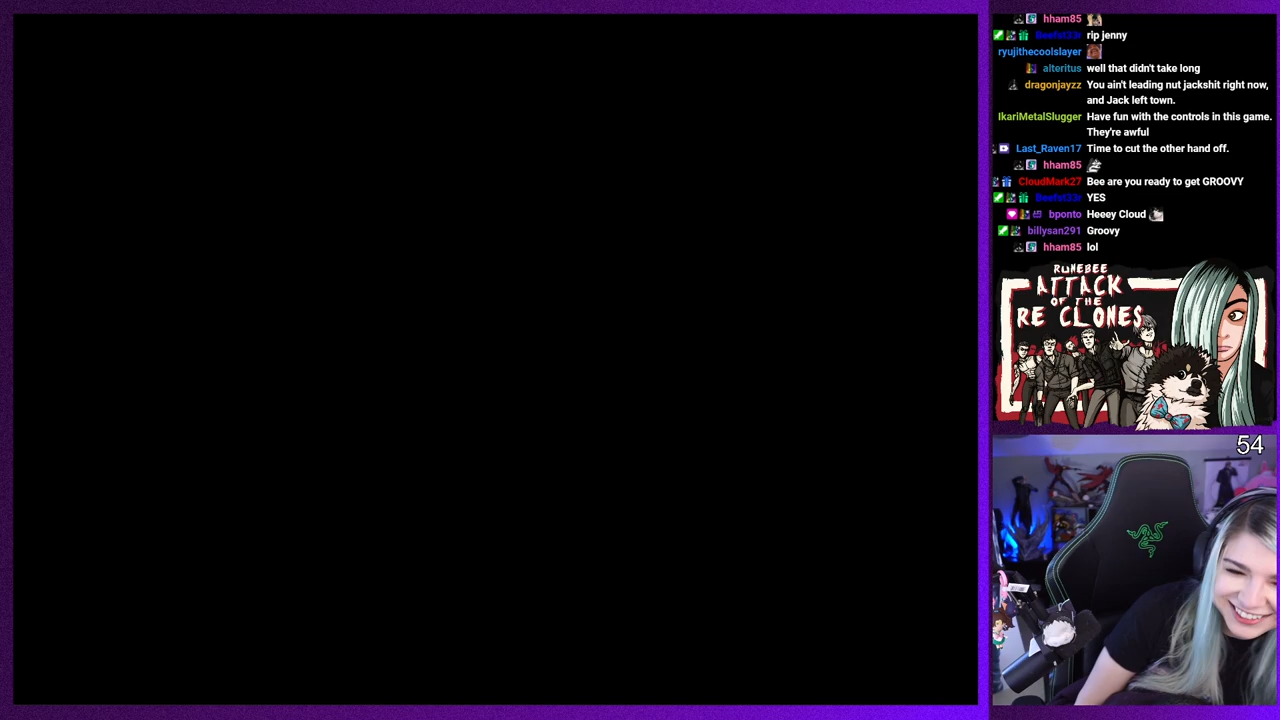 hham85
Beefst33r rip jenny
ryujithecoolslayer
alteritus well that didn't take long
dragonjayzz You ain't leading nut jackshit right now,
and Jack left town.
IkariMetalSlugger Have fun with the controls in this game.
They're awful
Last_Raven17 Time to cut the other hand off.
hham85
CloudMark27 Bee are you ready to get GROOVY
Beefst33r YES
bponto Heeey Cloud
billysan291 Groovy
hham85 lol
RUNEBEE
ATTACK
OF THE
RE CLONES
54